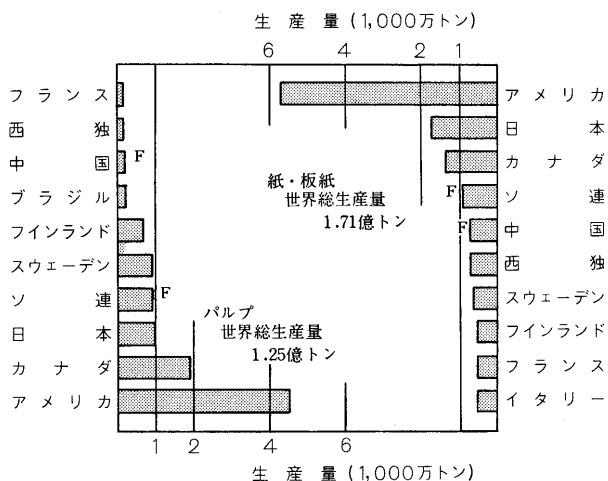 生産量(1,000万トン)
6 4 2 1
フランス
西独
中国 F
ブラジル
フインランド
スウェーデン
ソ連 F
日本
カナダ
アメリカ
紙・板紙
世界総生産量
1.71億トン
パルプ
世界総生産量
1.25億トン
アメリカ
日本
カナダ
F ソ連
F 中国
西独
スウェーデン
フインランド
フランス
イタリー
1 2 4 6
生産量(1,000万トン)